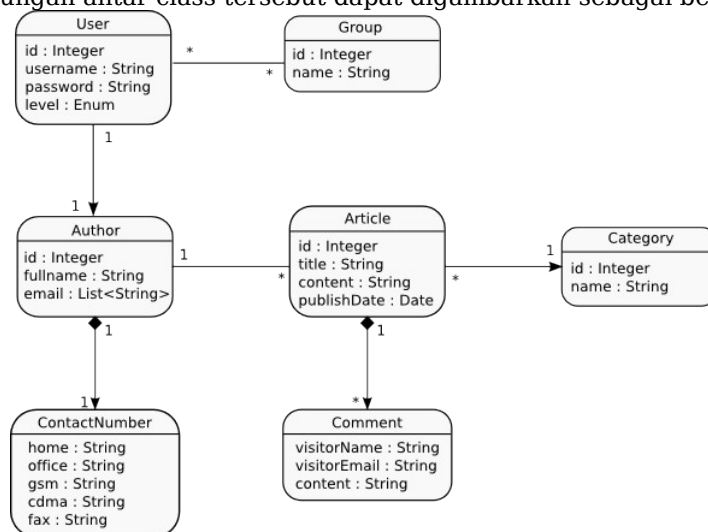 ungan antar class tersebut dapat digambarkan sebagai be
User
id : Integer
username : String
password : String
level : Enum
*
*
Group
id : Integer
name : String
1
1
Author
id : Integer
fullname : String
email : List<String>
1
*
Article
id : Integer
title : String
content : String
publishDate : Date
*
1
Category
id : Integer
name : String
1
1
ContactNumber
home : String
office : String
gsm : String
cdma : String
fax : String
1
*
Comment
visitorName : String
visitorEmail : String
content : String